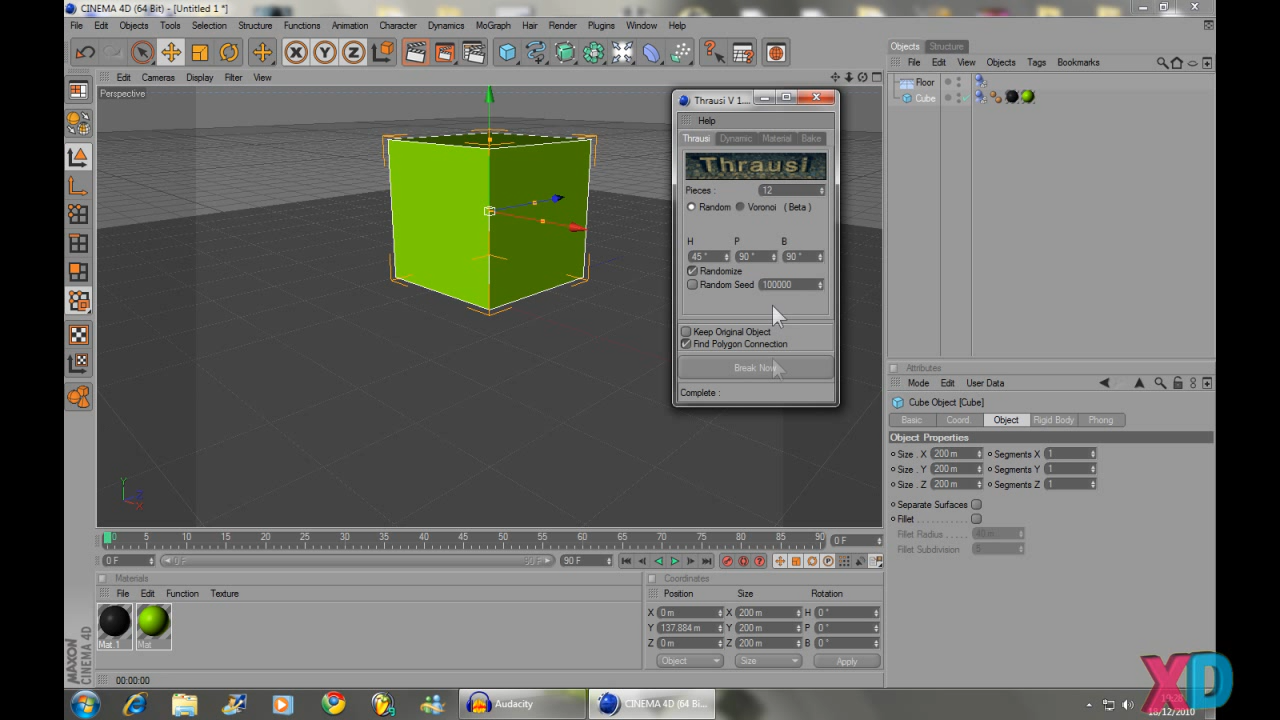 CINEMA 4D (64 Bit) - [Untitled 1 *]
File Edit Objects Tools Selection Structure Functions Animation Character Dynamics MoGraph Hair Render Plugins Window Help
Objects Structure
File Edit View Objects Tags Bookmarks
Edit Cameras Display Filter View
Perspective
Floor
Cube
Thrausi V 1....
Help
Thrausi Dynamic Material Bake
Thrausi
Pieces : 12
Random Voronoi ( Beta )
H P B
45 ° 90 ° 90 °
Randomize
Random Seed 100000
Keep Original Object
Find Polygon Connection
Break Now
Complete :
Attributes
Mode Edit User Data
Cube Object [Cube]
Basic Coord. Object Rigid Body Phong
Object Properties
Size . X 200 m Segments X 1
Size . Y 200 m Segments Y 1
Size . Z 200 m Segments Z 1
Separate Surfaces
Fillet . . . . . . . . . . .
Fillet Radius . . . . . 40 m
Fillet Subdivision 5
Y
Z
X
0 5 10 15 20 25 30 35 40 45 50 55 60 65 70 75 80 85 90
0 F
0 F 0 F 90 F 90 F
Materials
File Edit Function Texture
Mat.1 Mat
Coordinates
Position Size Rotation
X 0 m X 200 m H 0 °
Y 137.884 m Y 200 m P 0 °
Z 0 m Z 200 m B 0 °
Object Size Apply
MAXON
CINEMA 4D
00:00:00
Audacity
CINEMA 4D (64 Bi...
18/12/2010
XD